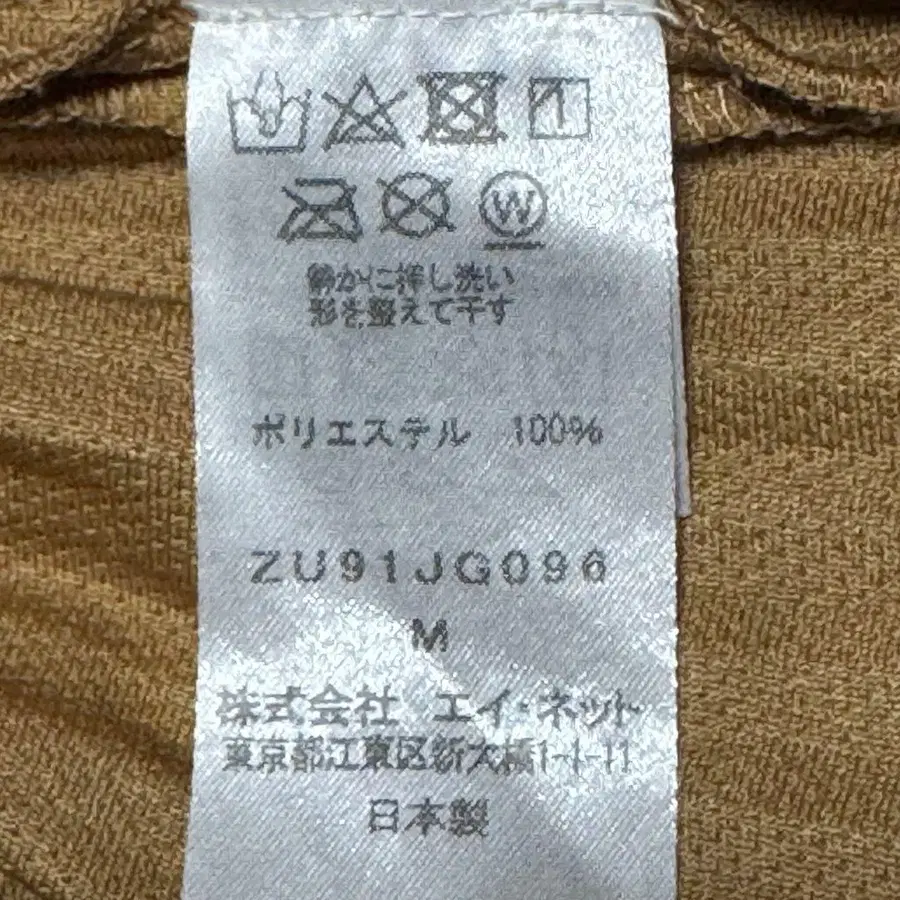 W
静かに押し洗い
形を整えて干す
ポリエステル 100%
ZU91JG096
M
株式会社 エイ・ネット
東京都江東区新大橋1-1-11
日本製